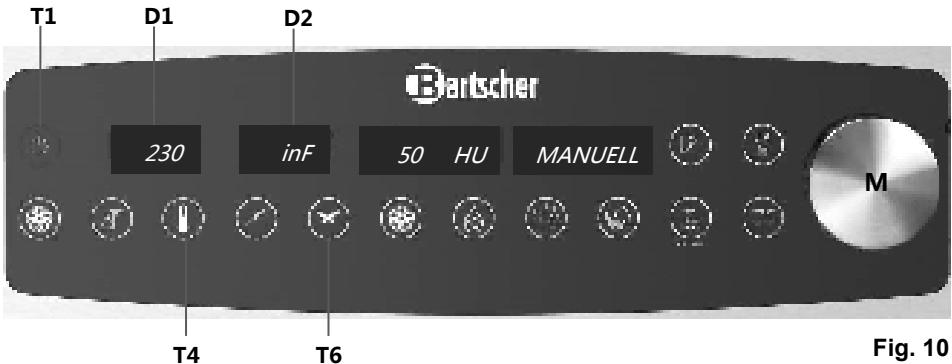 T1 D1 D2
Bartscher
230 inF 50 HU MANUELL
M
T4 T6
Fig. 10